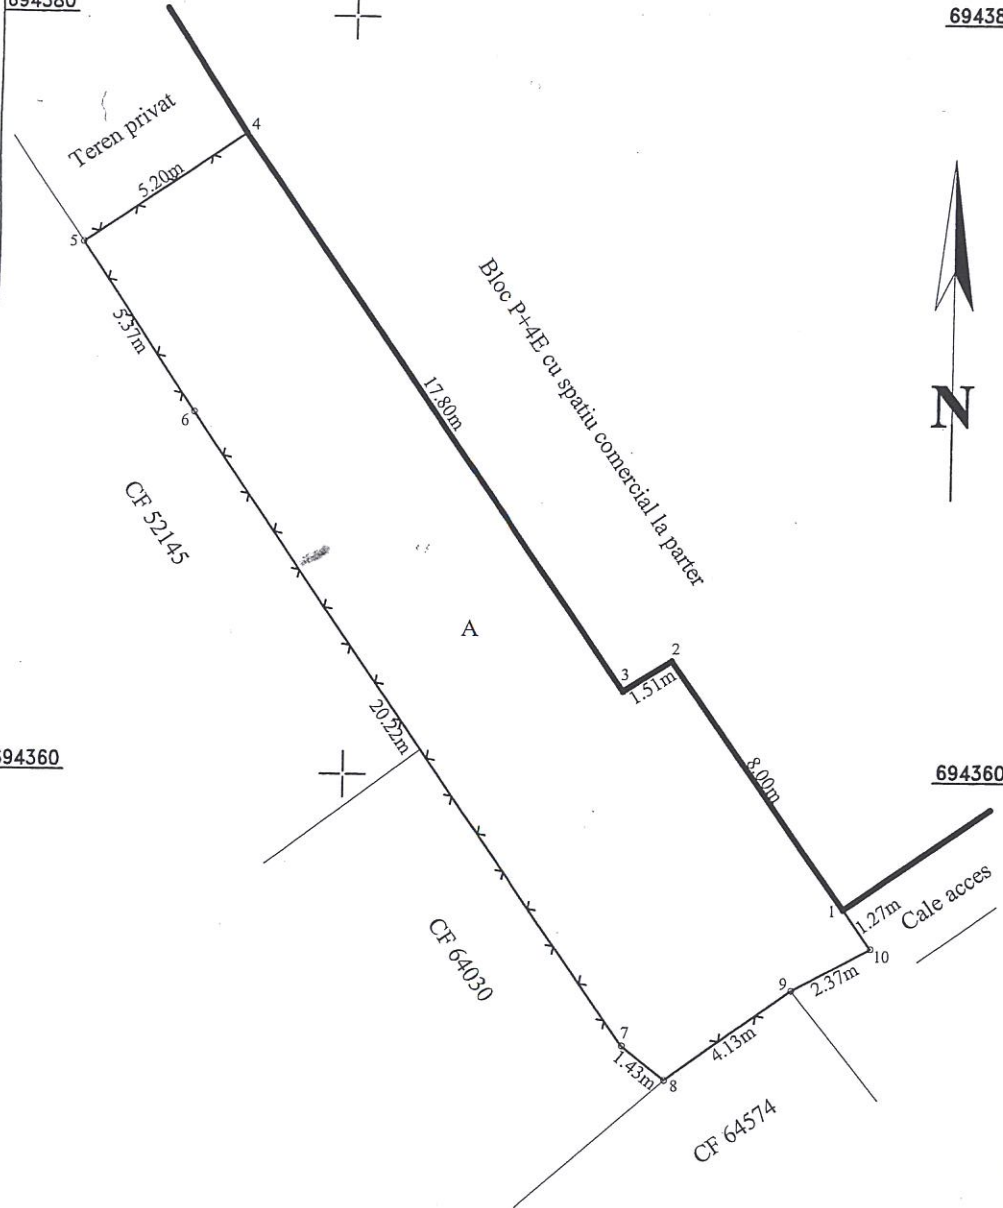 694380
69438
4
Teren privat
5.20m
5
5.37m
Bloc P+4E cu spatiu comercial la parter
17.80m
N
6
CF 52145
A
2
3
1.51m
20.22m
694360
8.00m
694360
1
1.27m
Cale acces
10
CF 64030
9
2.37m
7
4.13m
1.43m
8
CF 64574